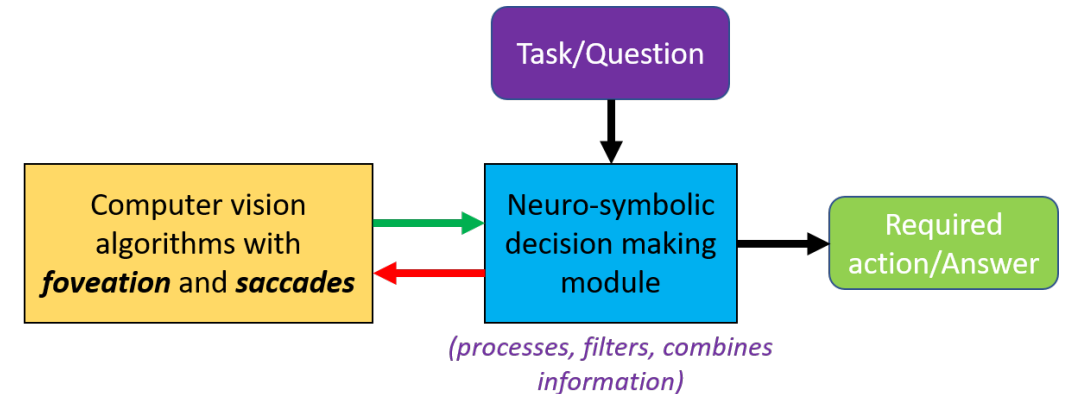 Task/Question
Computer vision
algorithms with
foveation and saccades
Neuro-symbolic
decision making
module
Required
action/Answer
(processes, filters, combines
information)